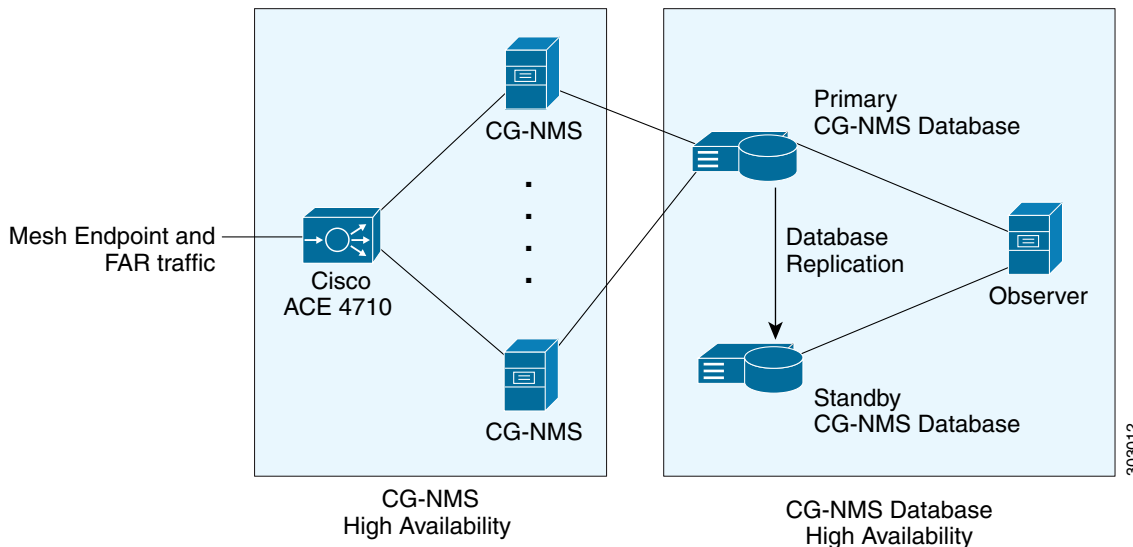 CG-NMS
Primary
CG-NMS Database
Mesh Endpoint and
FAR traffic
Cisco
ACE 4710
Database
Replication
Observer
CG-NMS
Standby
CG-NMS Database
303013
CG-NMS
High Availability
CG-NMS Database
High Availability